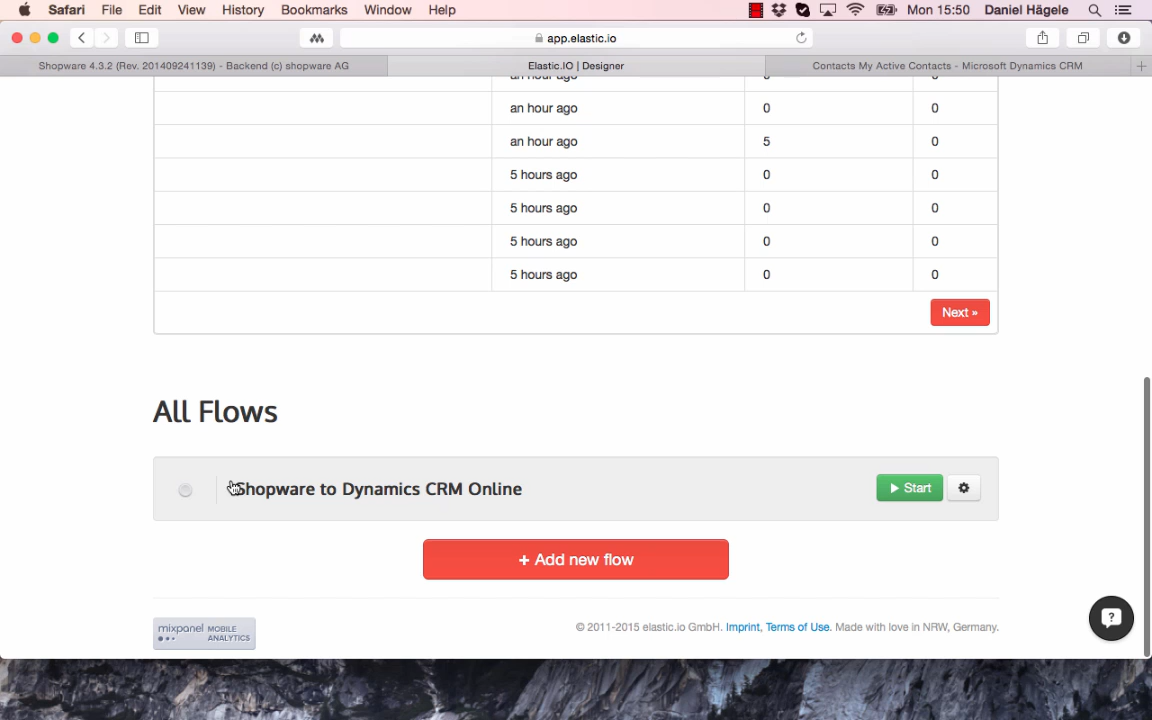 Safari File Edit View History Bookmarks Window Help Mon 15:50 Daniel Hägele
app.elastic.io
Shopware 4.3.2 (Rev. 201409241139) - Backend (c) shopware AG Elastic.IO | Designer Contacts My Active Contacts - Microsoft Dynamics CRM
an hour ago 0 0
an hour ago 0 0
an hour ago 5 0
5 hours ago 0 0
5 hours ago 0 0
5 hours ago 0 0
5 hours ago 0 0
Next »
All Flows
Shopware to Dynamics CRM Online Start
+ Add new flow
mixpanel MOBILE ANALYTICS
© 2011-2015 elastic.io GmbH. Imprint, Terms of Use. Made with love in NRW, Germany.